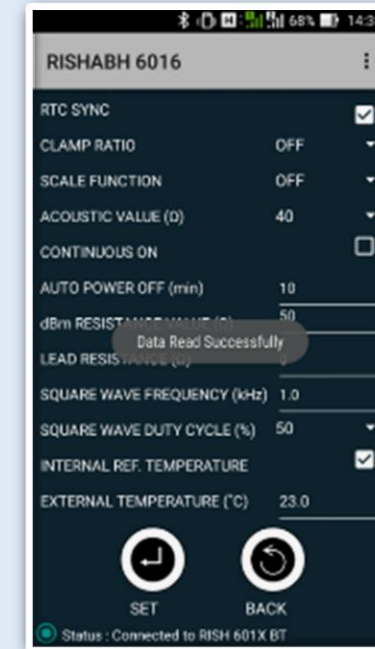 68% 14:3
RISHABH 6016
RTC SYNC
CLAMP RATIO OFF
SCALE FUNCTION OFF
ACOUSTIC VALUE (Ω) 40
CONTINUOUS ON
AUTO POWER OFF (min) 10
dBm RESISTANCE VALUE (Ω) 50
Data Read Successfully
LEAD RESISTANCE (Ω) 0
SQUARE WAVE FREQUENCY (kHz) 1.0
SQUARE WAVE DUTY CYCLE (%) 50
INTERNAL REF. TEMPERATURE
EXTERNAL TEMPERATURE (°C) 23.0
SET BACK
Status : Connected to RISH 601X BT